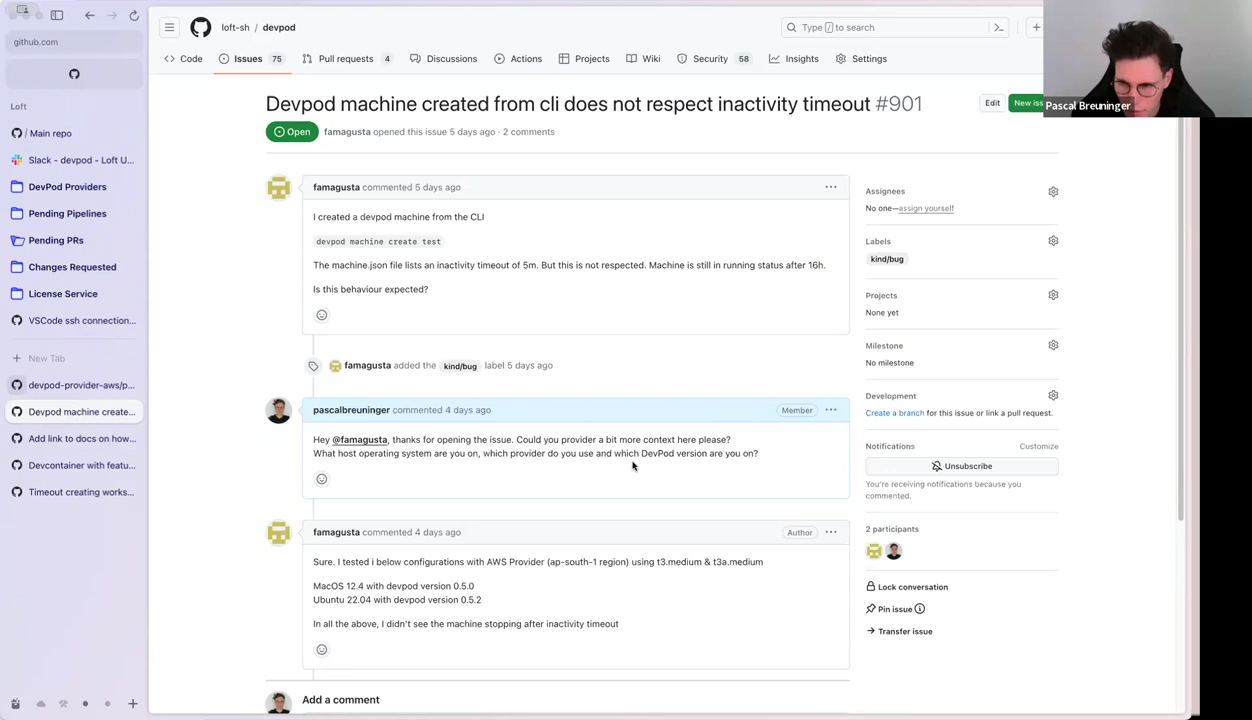 github.com
Loft
Main repo
Slack - devpod - Loft U...
DevPod Providers
Pending Pipelines
Pending PRs
Changes Requested
License Service
VSCode ssh connection...
New Tab
devpod-provider-aws/p...
Devpod machine create...
Add link to docs on how...
Devcontainer with featu...
Timeout creating works...
loft-sh / devpod
Type / to search
Code
Issues 75
Pull requests 4
Discussions
Actions
Projects
Wiki
Security 58
Insights
Settings
Devpod machine created from cli does not respect inactivity timeout #901
Edit
New iss
Pascal Breuninger
Open
famagusta opened this issue 5 days ago · 2 comments
famagusta commented 5 days ago
I created a devpod machine from the CLI
devpod machine create test
The machine.json file lists an inactivity timeout of 5m. But this is not respected. Machine is still in running status after 16h.
Is this behaviour expected?
famagusta added the kind/bug label 5 days ago
pascalbreuninger commented 4 days ago
Member
Hey @famagusta, thanks for opening the issue. Could you provider a bit more context here please?
What host operating system are you on, which provider do you use and which DevPod version are you on?
famagusta commented 4 days ago
Author
Sure. I tested i below configurations with AWS Provider (ap-south-1 region) using t3.medium & t3a.medium
MacOS 12.4 with devpod version 0.5.0
Ubuntu 22.04 with devpod version 0.5.2
In all the above, I didn't see the machine stopping after inactivity timeout
Add a comment
Assignees
No one—assign yourself
Labels
kind/bug
Projects
None yet
Milestone
No milestone
Development
Create a branch for this issue or link a pull request.
Notifications
Customize
Unsubscribe
You're receiving notifications because you
commented.
2 participants
Lock conversation
Pin issue
Transfer issue